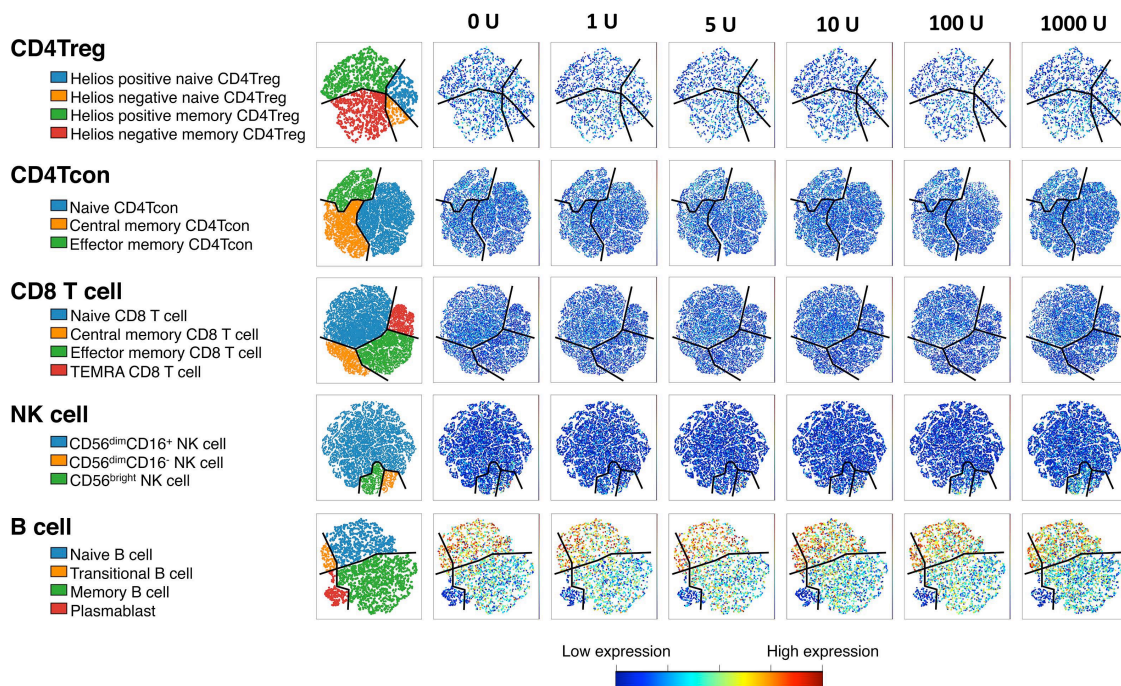 0 U 1 U 5 U 10 U 100 U 1000 U
CD4Treg
Helios positive naive CD4Treg
Helios negative naive CD4Treg
Helios positive memory CD4Treg
Helios negative memory CD4Treg
CD4Tcon
Naive CD4Tcon
Central memory CD4Tcon
Effector memory CD4Tcon
CD8 T cell
Naive CD8 T cell
Central memory CD8 T cell
Effector memory CD8 T cell
TEMRA CD8 T cell
NK cell
CD56ᵈⁱᵐCD16⁺ NK cell
CD56ᵈⁱᵐCD16⁻ NK cell
CD56ᵇʳⁱᵍʰᵗ NK cell
B cell
Naive B cell
Transitional B cell
Memory B cell
Plasmablast
Low expression High expression